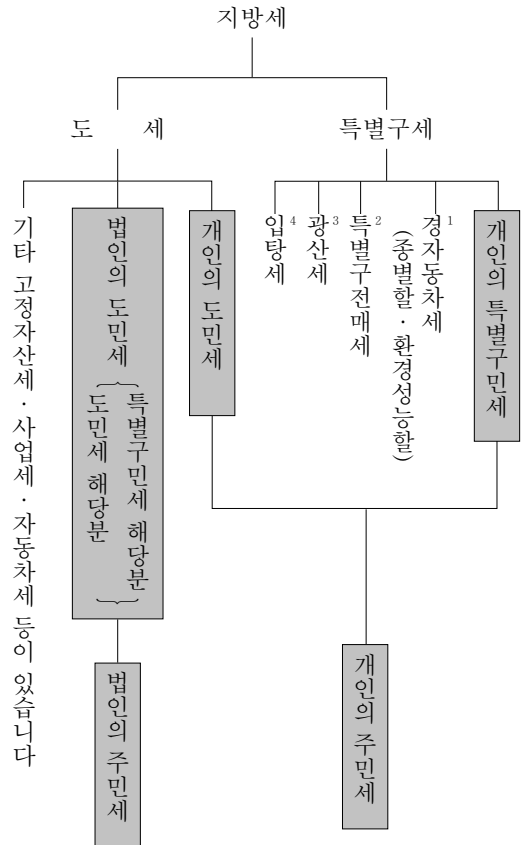 지방세
도 세
특별구세
개인의 특별구민세
경자동차세¹
(종별할·환경성능할)
특별구전매세²
광산세³
입탕세⁴
개인의 도민세
법인의 도민세
특별구민세 해당분
도민세 해당분
기타 고정자산세·사업세·자동차세 등이 있습니다
개인의 주민세
법인의 주민세